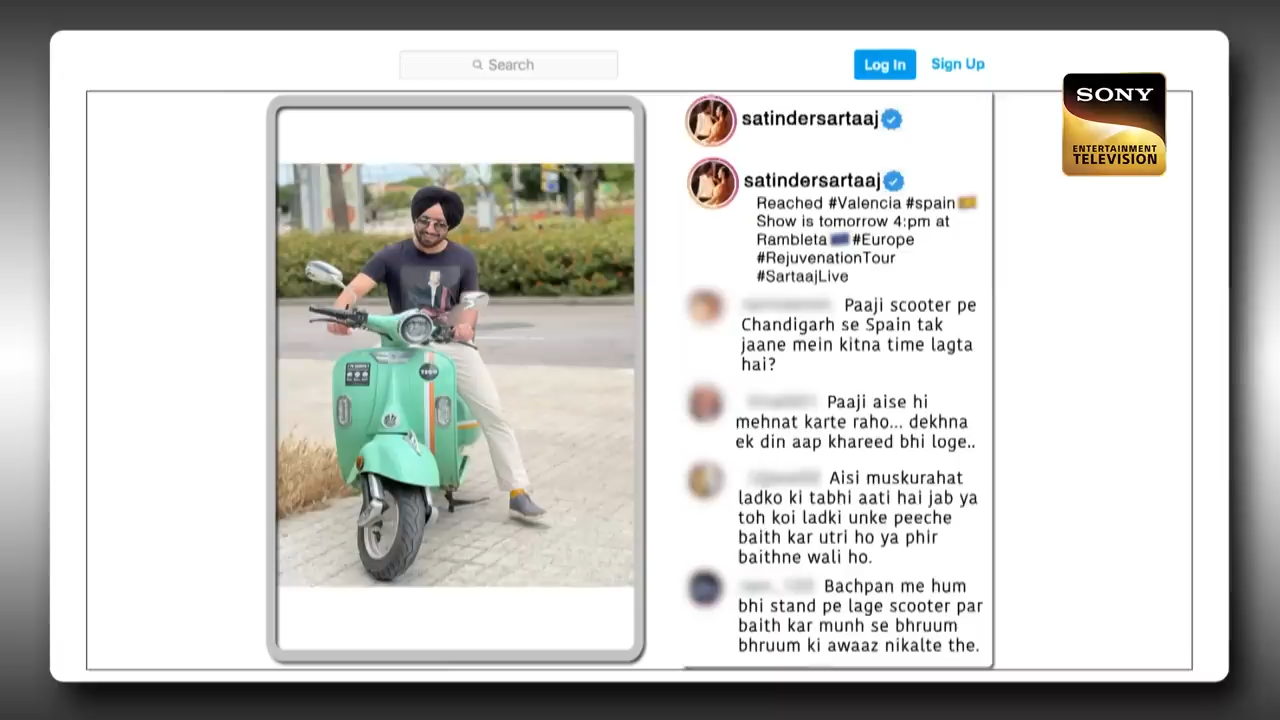 Search
Log In
Sign Up
SONY
ENTERTAINMENT
TELEVISION
satindersartaaj
satindersartaaj
Reached #Valencia #spain
Show is tomorrow 4:pm at
Rambleta #Europe
#RejuvenationTour
#SartaajLive
Paaji scooter pe
Chandigarh se Spain tak
jaane mein kitna time lagta
hai?
Paaji aise hi
mehnat karte raho... dekhna
ek din aap khareed bhi loge..
Aisi muskurahat
ladko ki tabhi aati hai jab ya
toh koi ladki unke peeche
baith kar utri ho ya phir
baithne wali ho.
Bachpan me hum
bhi stand pe lage scooter par
baith kar munh se bhruum
bhruum ki awaaz nikalte the.